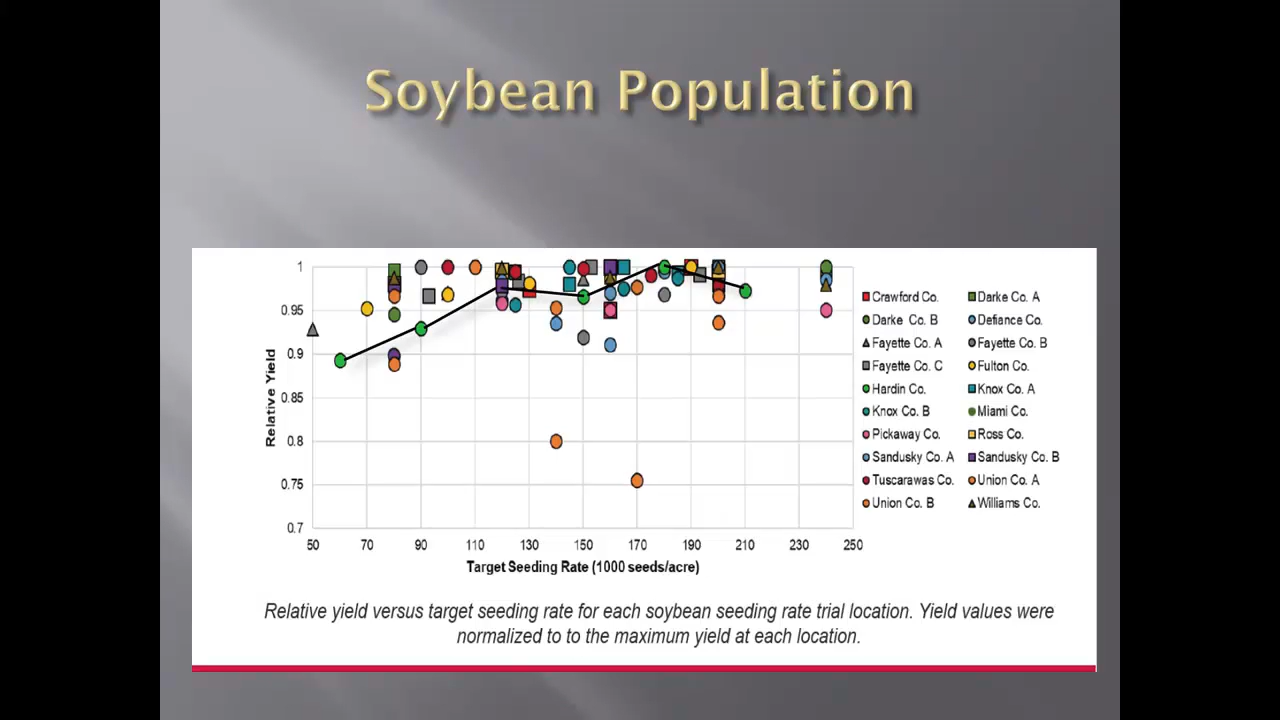 Soybean Population
1
0.95
0.9
0.85
0.8
0.75
0.7
Relative Yield
50 70 90 110 130 150 170 190 210 230 250
Target Seeding Rate (1000 seeds/acre)
Crawford Co. Darke Co. A
Darke Co. B Defiance Co.
Fayette Co. A Fayette Co. B
Fayette Co. C Fulton Co.
Hardin Co. Knox Co. A
Knox Co. B Miami Co.
Pickaway Co. Ross Co.
Sandusky Co. A Sandusky Co. B
Tuscarawas Co. Union Co. A
Union Co. B Williams Co.
Relative yield versus target seeding rate for each soybean seeding rate trial location. Yield values were
normalized to to the maximum yield at each location.